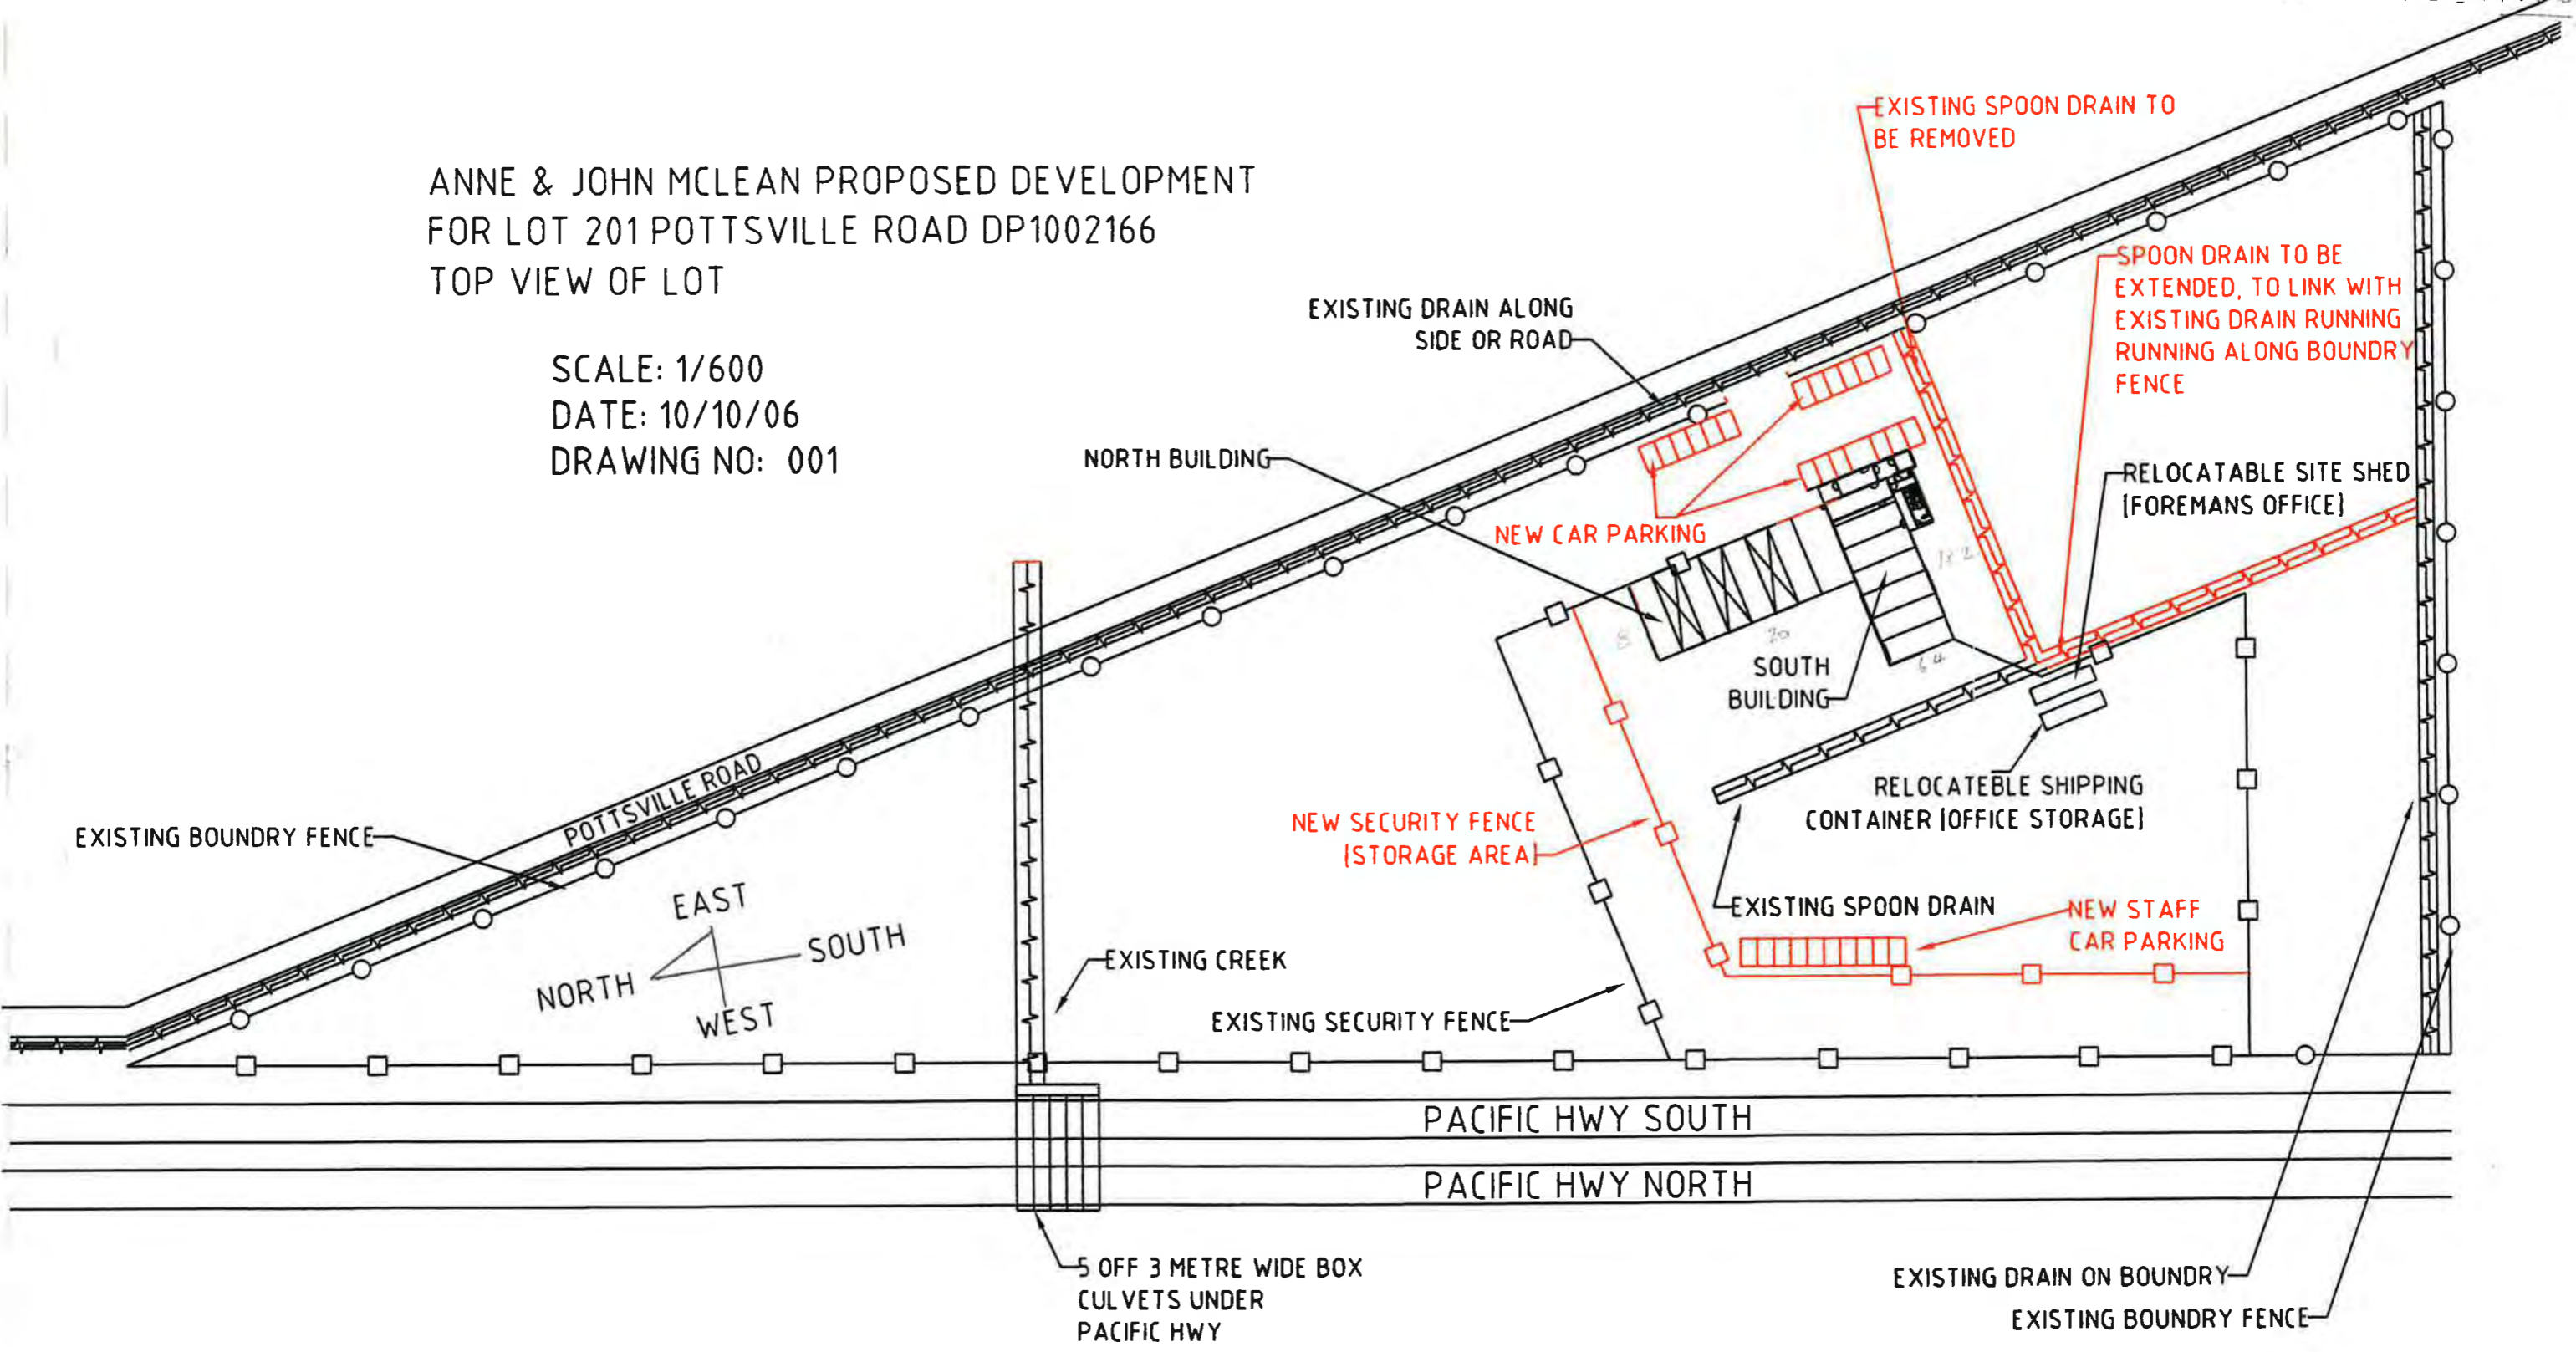 ANNE & JOHN MCLEAN PROPOSED DEVELOPMENT
FOR LOT 201 POTTSVILLE ROAD DP1002166
TOP VIEW OF LOT
SCALE: 1/600
DATE: 10/10/06
DRAWING NO: 001
EXISTING SPOON DRAIN TO
BE REMOVED
SPOON DRAIN TO BE
EXTENDED, TO LINK WITH
EXISTING DRAIN RUNNING
RUNNING ALONG BOUNDRY
FENCE
EXISTING DRAIN ALONG
SIDE OR ROAD
NORTH BUILDING
NEW CAR PARKING
RELOCATABLE SITE SHED
[FOREMANS OFFICE]
18 2
8
20
6 4
SOUTH
BUILDING
RELOCATEBLE SHIPPING
CONTAINER [OFFICE STORAGE]
POTTSVILLE ROAD
EXISTING BOUNDRY FENCE
NEW SECURITY FENCE
[STORAGE AREA]
EAST
SOUTH
NORTH
WEST
EXISTING SPOON DRAIN
NEW STAFF
CAR PARKING
EXISTING CREEK
EXISTING SECURITY FENCE
PACIFIC HWY SOUTH
PACIFIC HWY NORTH
5 OFF 3 METRE WIDE BOX
CULVETS UNDER
PACIFIC HWY
EXISTING DRAIN ON BOUNDRY
EXISTING BOUNDRY FENCE